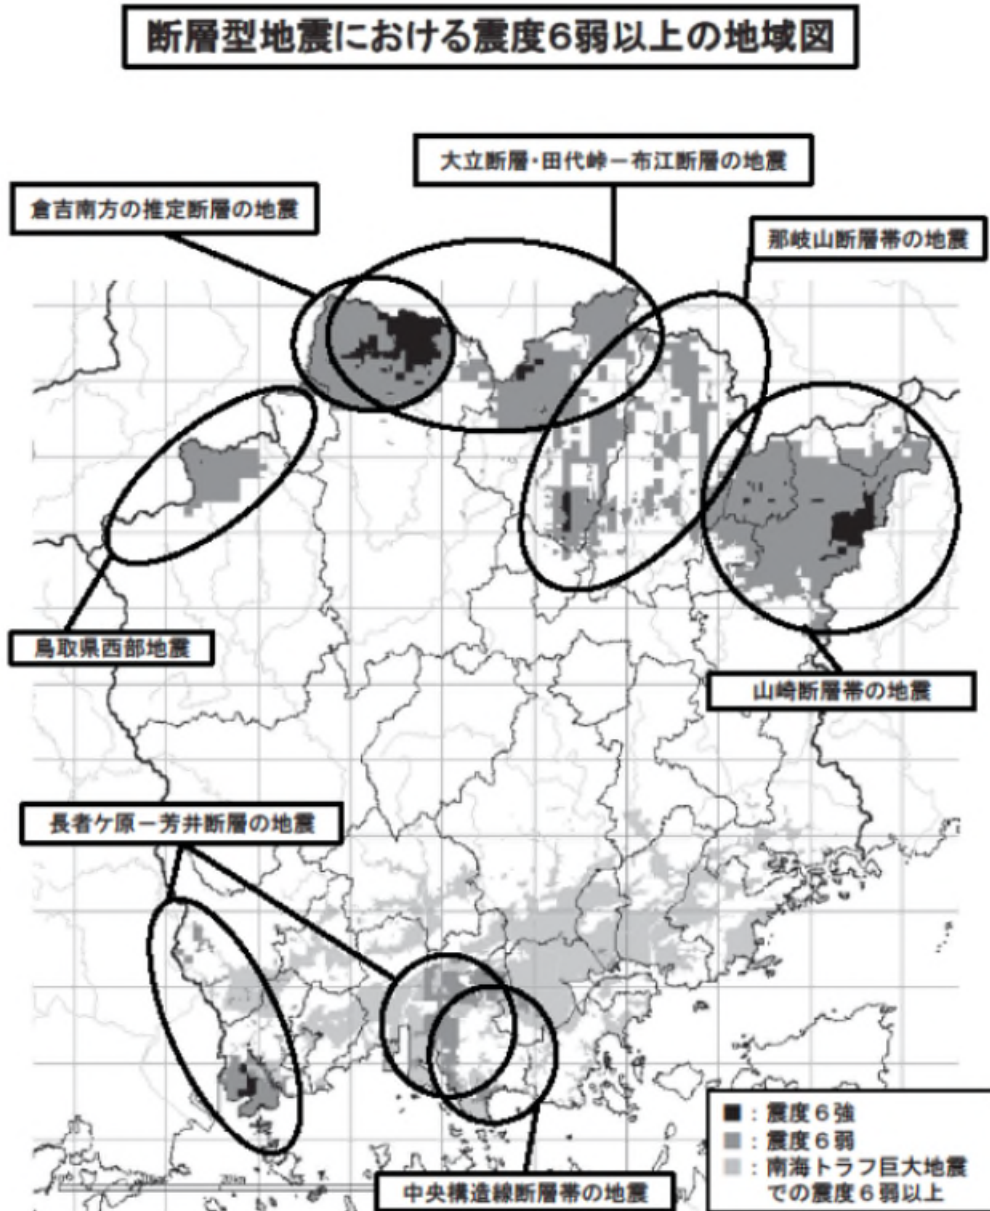 断層型地震における震度6弱以上の地域図
大立断層・田代峠－布江断層の地震
倉吉南方の推定断層の地震
那岐山断層帯の地震
鳥取県西部地震
山崎断層帯の地震
長者ケ原－芳井断層の地震
中央構造線断層帯の地震
■：震度6強
■：震度6弱
■：南海トラフ巨大地震
での震度6弱以上
20km